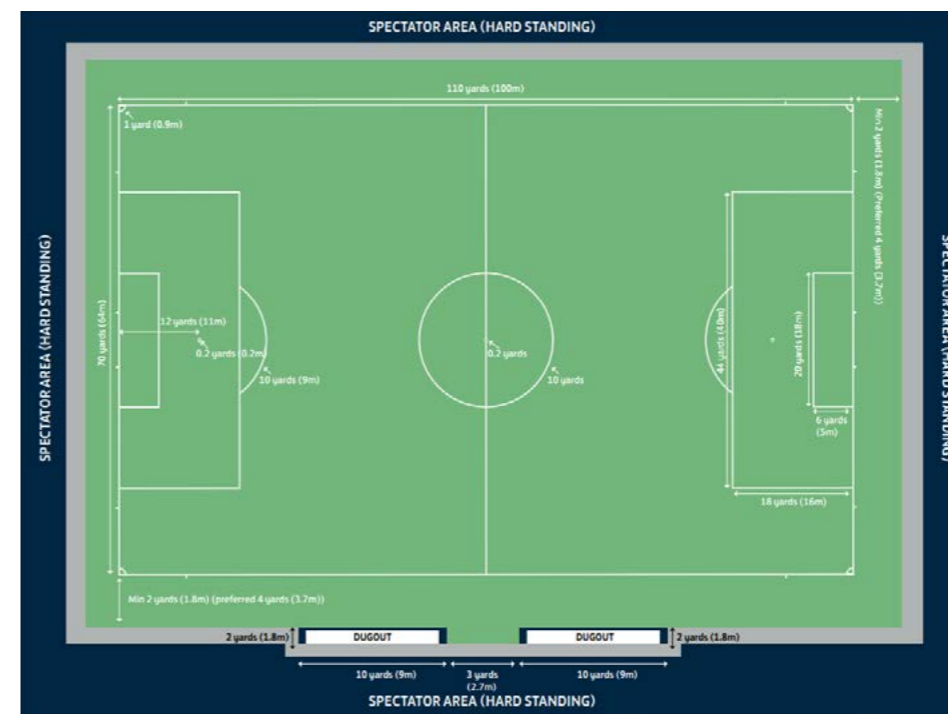 SPECTATOR AREA (HARD STANDING)
110 yards (100m)
1 yard (0.9m)
Min 2 yards (1.8m) (Preferred 4 yards (3.7m))
SPECTATOR AREA (HARD STANDING)
70 yards (64m)
12 yards (11m)
0.2 yards (0.2m)
10 yards (9m)
0.2 yards
10 yards
44 yards (40m)
20 yards (18m)
6 yards
(5m)
18 yards (16m)
SPECTATOR AREA (HARD STANDING)
Min 2 yards (1.8m) (preferred 4 yards (3.7m))
2 yards (1.8m)
DUGOUT
DUGOUT
2 yards (1.8m)
10 yards (9m)
3 yards
(2.7m)
10 yards (9m)
SPECTATOR AREA (HARD STANDING)